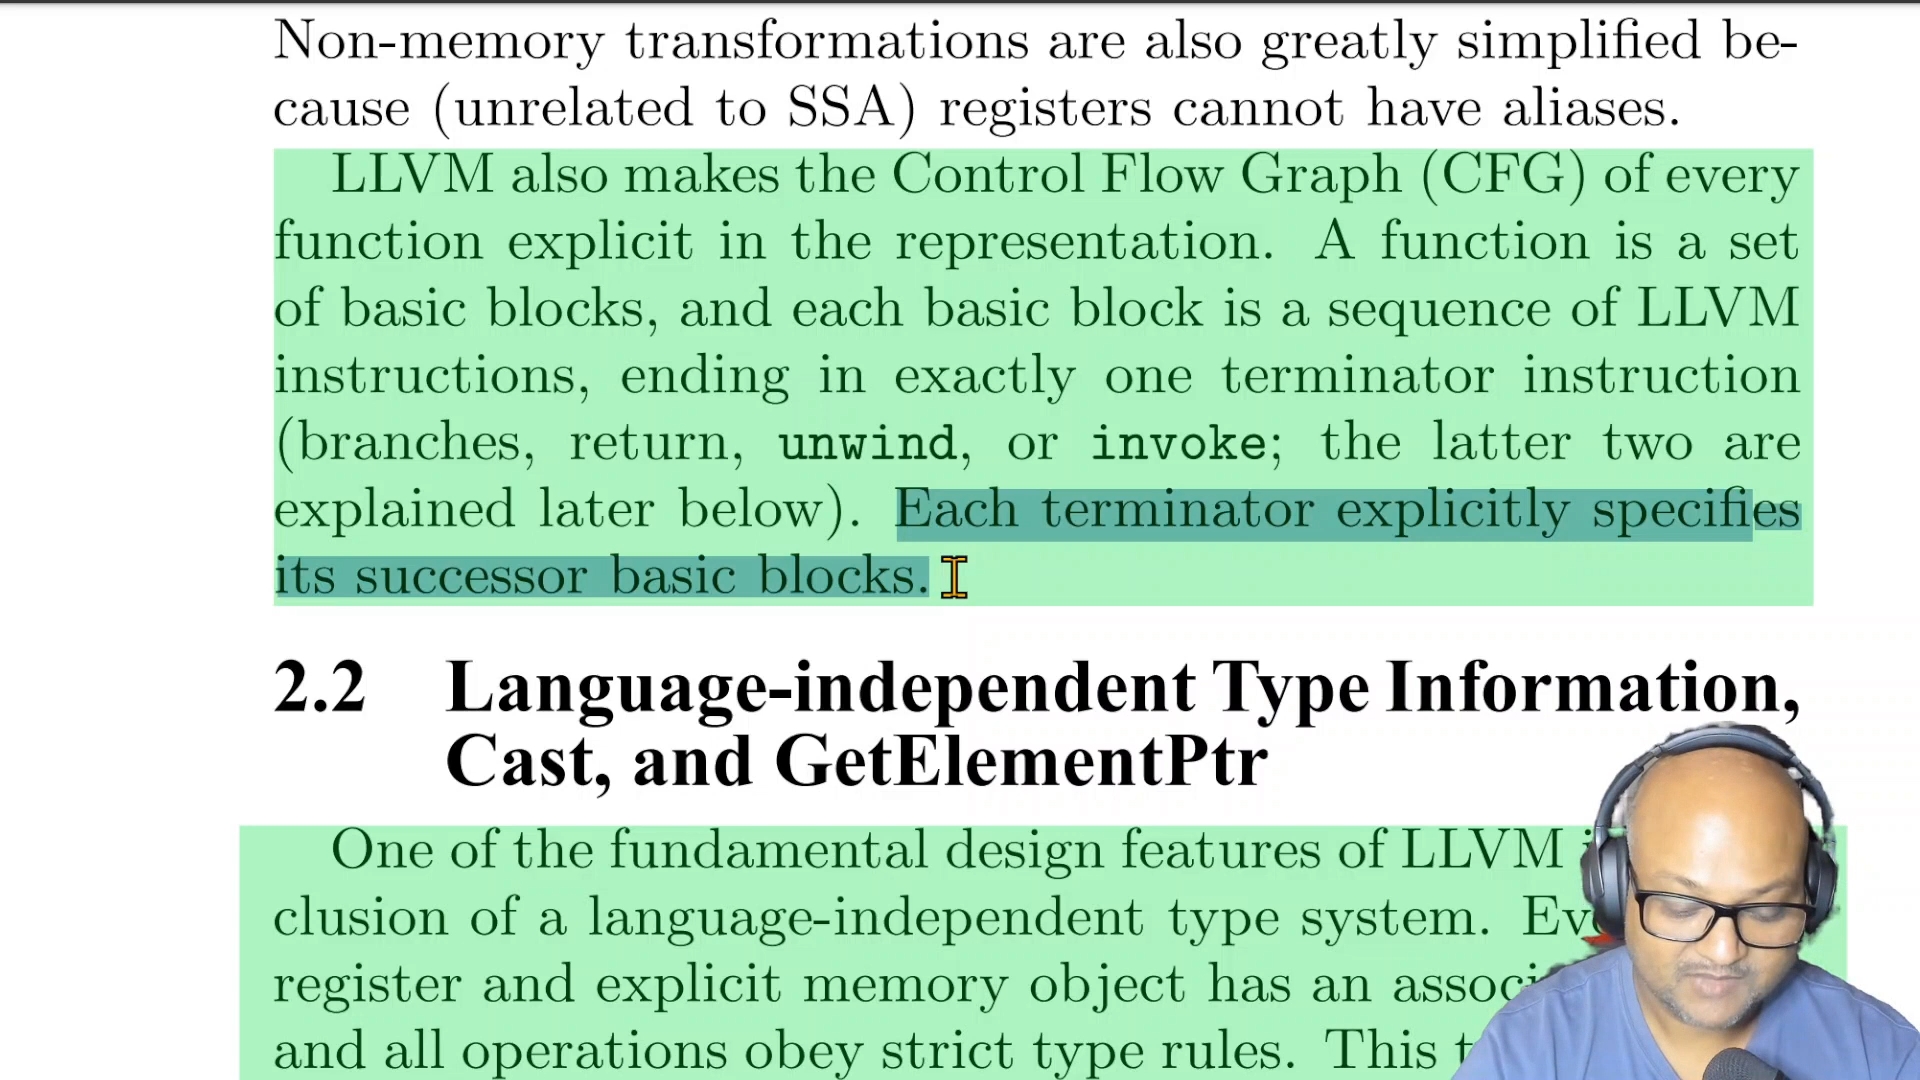 Non-memory transformations are also greatly simplified be-
cause (unrelated to SSA) registers cannot have aliases.
LLVM also makes the Control Flow Graph (CFG) of every
function explicit in the representation. A function is a set
of basic blocks, and each basic block is a sequence of LLVM
instructions, ending in exactly one terminator instruction
(branches, return, unwind, or invoke; the latter two are
explained later below). Each terminator explicitly specifies
its successor basic blocks.
2.2 Language-independent Type Information,
Cast, and GetElementPtr
One of the fundamental design features of LLVM
clusion of a language-independent type system.
register and explicit memory object has an
and all operations obey strict type rules. This